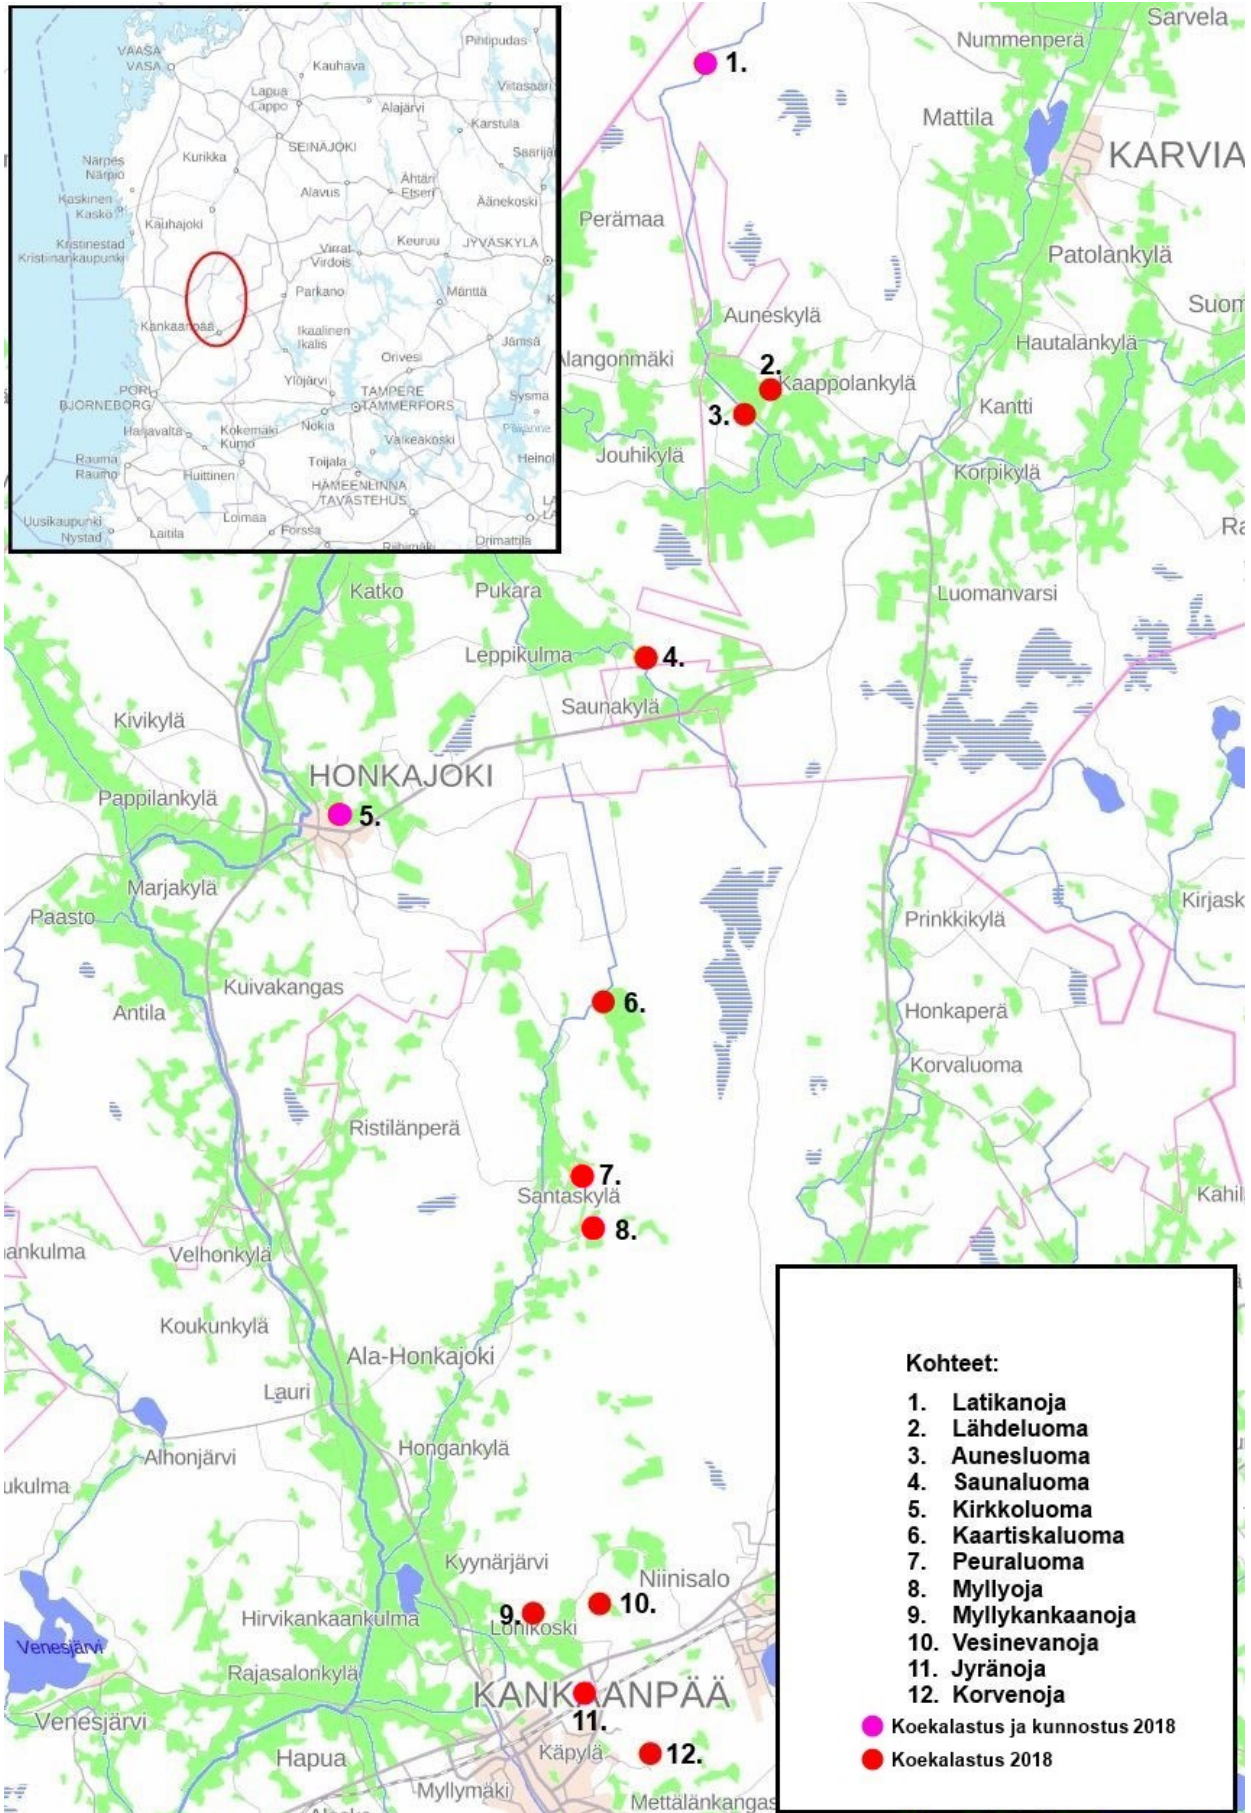 VAASA
VASA
Pihtipudas
Kauhava
Viitasaari
Lapua
Lappo
Alajärvi
Karstula
SEINÄJOKI
Kurikka
Närpes
Närpiö
Alavus
Ähtäri
Etseri
Äänekoski
Kaskinen
Kaskö
Kauhajoki
Kristinestad
Kristiinankaupunki
Virrat
Virdois
Keuruu
JYVÄSKYLÄ
Parkano
Mänttä
Kankaanpää
Ikaalinen
Ikalis
Jämsä
Orivesi
PORI
BJÖRNEBORG
Ylöjärvi
TAMPERE
TAMMERFORS
Sysmä
Harjavalta
Kokemäki
Kumo
Nokia
Valkeakoski
Rauma
Raumo
Huittinen
Toijala
HÄMEENLINNA
TAVASTEHUS
Uusikaupunki
Nystad
Laitila
Loimaa
Forssa
Riihimäki
Orimattila
Sarvela
Nummenperä
1.
Mattila
KARVIA
Perämaa
Patolankylä
Auneskylä
Hautalankylä
2.
Kaappolankylä
3.
Kantti
Jouhikylä
Korpikylä
Katko
Pukara
Luomanvarsi
Leppikulma
4.
Saunakylä
Kivikylä
HONKAJOKI
Pappilankylä
5.
Marjakylä
Paasto
Prinkkikylä
Kuivakangas
6.
Antila
Honkaperä
Korvaluoma
Ristilänperä
7.
Santaskylä
8.
Velhonkylä
Koukunkylä
Ala-Honkajoki
Lauri
Hongankylä
Alhonjärvi
Kyynärjärvi
Niinisalo
9.
10.
Lohikoski
Hirvikankaankulma
Venesjärvi
Rajasalonkylä
KANKAANPÄÄ
Venesjärvi
11.
Hapua
Käpylä
12.
Myllymäki
Mettälänkangas
Kohteet:
1. Latikanoja
2. Lähdeluoma
3. Aunesluoma
4. Saunaluoma
5. Kirkkoluoma
6. Kaartiskaluoma
7. Peuraluoma
8. Myllyoja
9. Myllykankaanoja
10. Vesinevanoja
11. Jyränoja
12. Korvenoja
Koekalastus ja kunnostus 2018
Koekalastus 2018